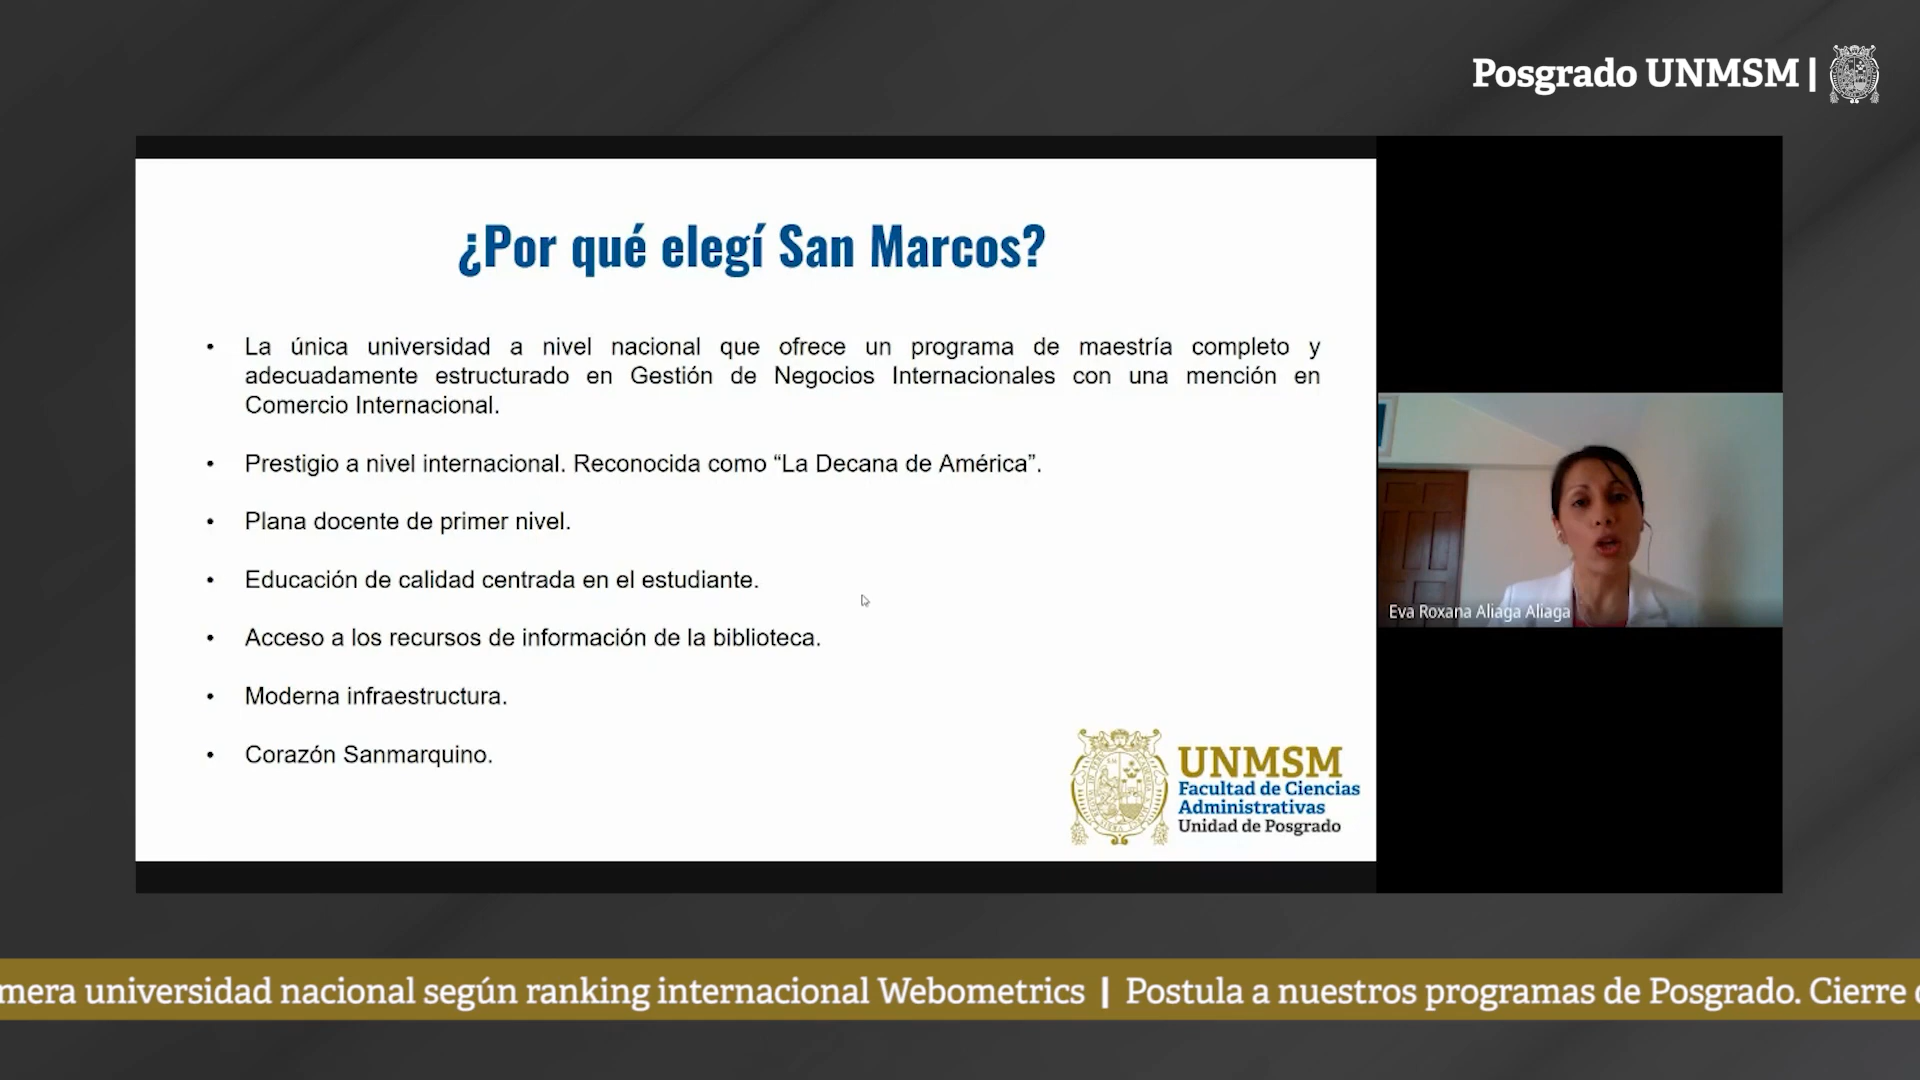 Posgrado UNMSM |
¿Por qué elegí San Marcos?
• La única universidad a nivel nacional que ofrece un programa de maestría completo y
adecuadamente estructurado en Gestión de Negocios Internacionales con una mención en
Comercio Internacional.
• Prestigio a nivel internacional. Reconocida como “La Decana de América”.
• Plana docente de primer nivel.
• Educación de calidad centrada en el estudiante.
• Acceso a los recursos de información de la biblioteca.
• Moderna infraestructura.
• Corazón Sanmarquino.
UNMSM
Facultad de Ciencias
Administrativas
Unidad de Posgrado
Eva Roxana Aliaga Aliaga
mera universidad nacional según ranking internacional Webometrics | Postula a nuestros programas de Posgrado. Cierre